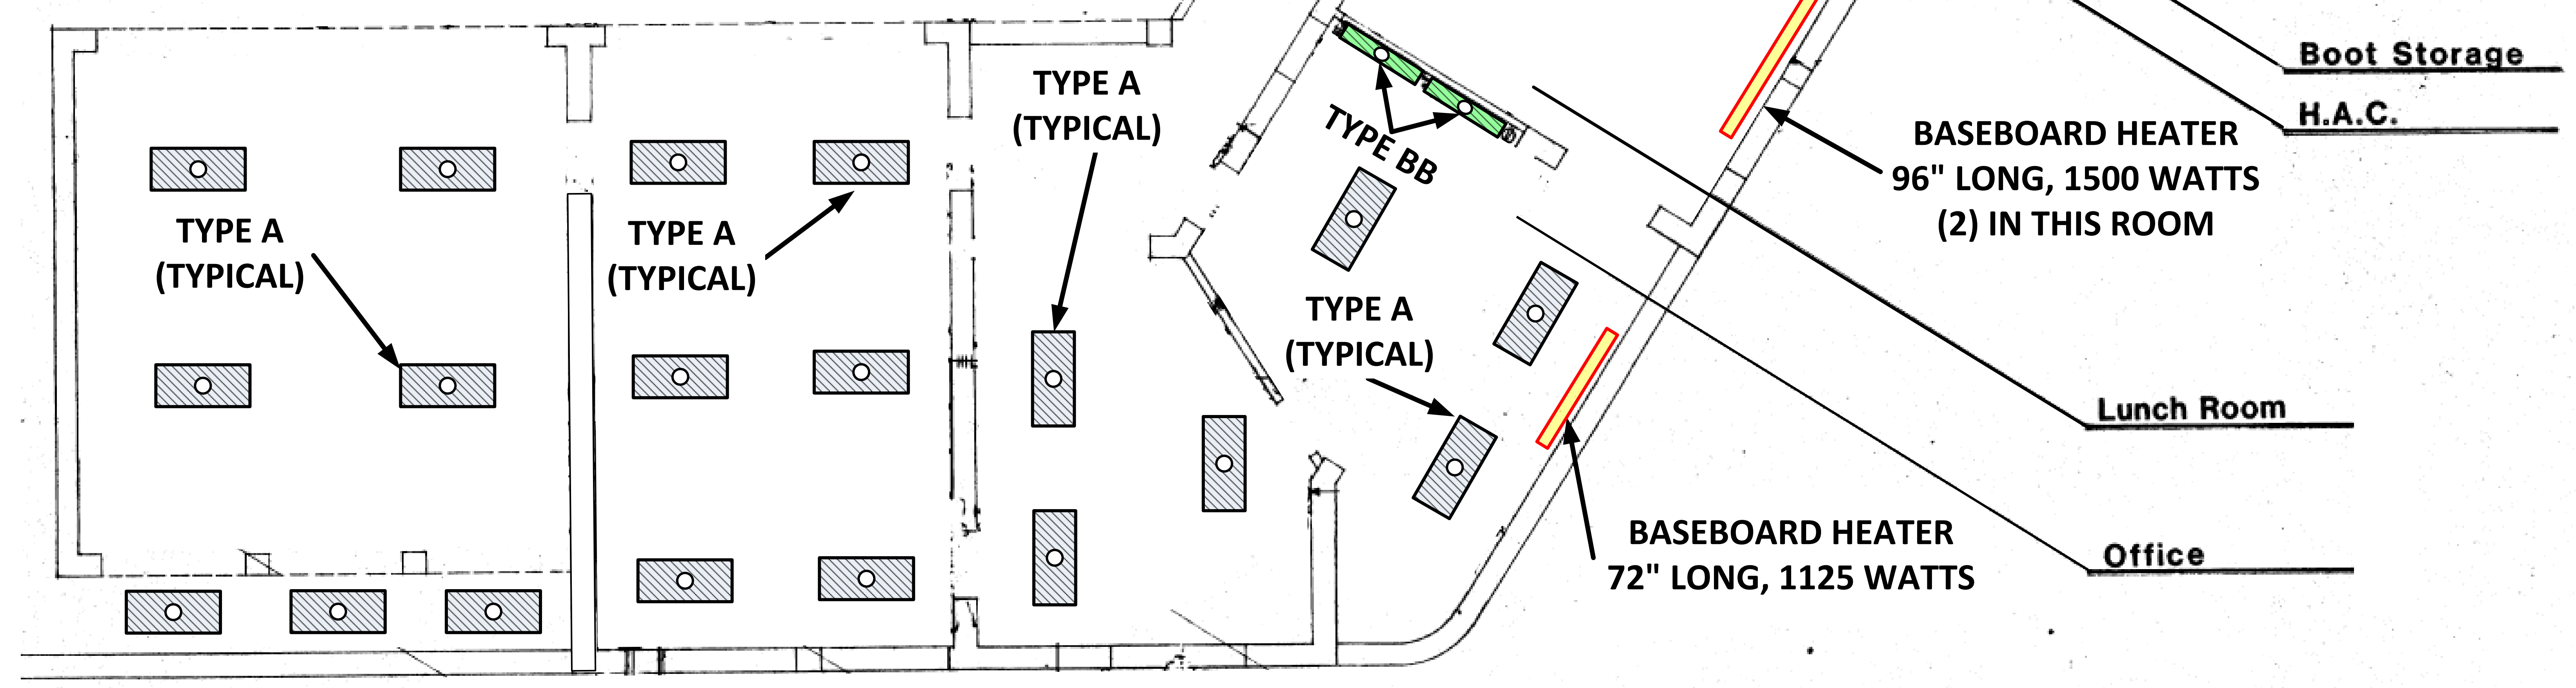 Boot Storage
H.A.C.
TYPE A
(TYPICAL)
TYPE BB
BASEBOARD HEATER
96" LONG, 1500 WATTS
(2) IN THIS ROOM
TYPE A
(TYPICAL)
TYPE A
(TYPICAL)
TYPE A
(TYPICAL)
Lunch Room
BASEBOARD HEATER
72" LONG, 1125 WATTS
Office